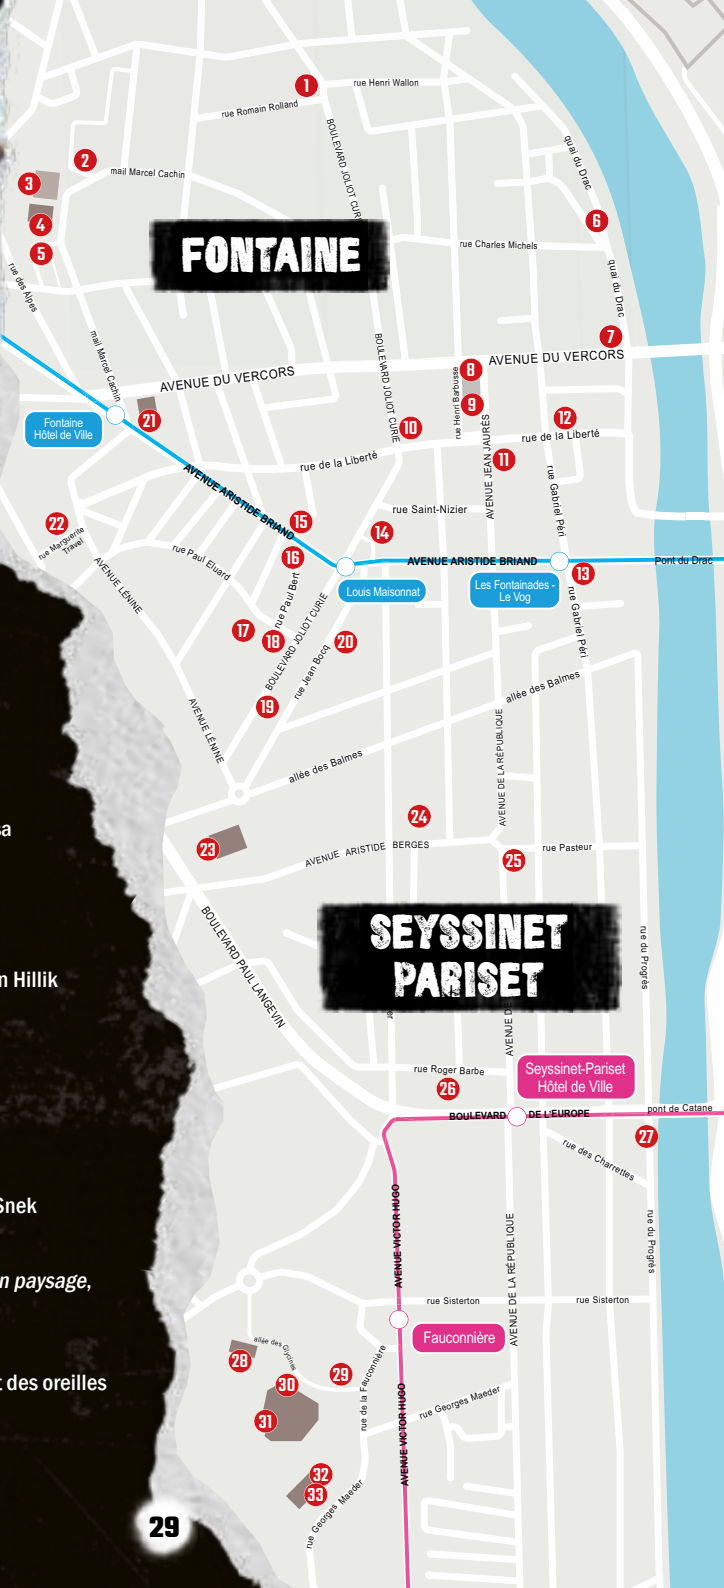 1
rue Henri Wallon
rue Romain Rolland
BOULEVARD JOLIOT CURIE
quai du Drac
2
mail Marcel Cachin
3
4
5
6
FONTAINE
rue Charles Michels
rue des Alpes
quai du Drac
mail Marcel Cachin
7
AVENUE DU VERCORS
AVENUE DU VERCORS
BOULEVARD JOLIOT CURIE
rue Henri Barbusse
8
9
Fontaine
Hôtel de Ville
21
10
AVENUE JEAN JAURÈS
12
rue de la Liberté
rue de la Liberté
11
AVENUE ARISTIDE BRIAND
rue Gabriel Péri
rue Saint-Nizier
22
rue Marguerite
Travel
15
14
rue Paul Eluard
16
AVENUE ARISTIDE BRIAND
Pont du Drac
AVENUE LÉNINE
Louis Maisonnat
Les Fontainades -
Le Vog
13
rue Paul Bert
rue Gabriel Péri
BOULEVARD JOLIOT CURIE
17
18
20
rue Jean Bocq
19
allée des Balmes
AVENUE LÉNINE
AVENUE DE LA RÉPUBLIQUE
allée des Balmes
24
sa
23
AVENUE ARISTIDE BERGES
rue Pasteur
25
BOULEVARD PAUL LANGEVIN
SEYSSINET
PARISET
rue du Progrès
n Hillik
er
AVENUE DE
rue Roger Barbe
Seyssinet-Pariset
Hôtel de Ville
26
BOULEVARD
DE L'EUROPE
pont de Catane
27
rue des Charrettes
Snek
AVENUE VICTOR HUGO
AVENUE DE LA RÉPUBLIQUE
rue du Progrès
n paysage,
rue Sisterton
rue Sisterton
Fauconnière
allée des Glycines
28
29
rue de la Fauconnière
t des oreilles
30
31
AVENUE VICTOR HUGO
rue Georges Maeder
32
33
rue Georges Maeder
29